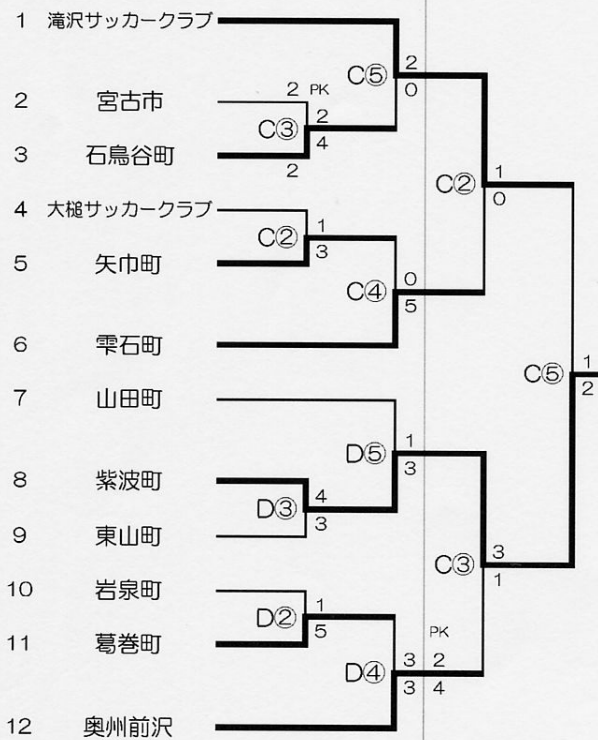 1 滝沢サッカークラブ
2 宮古市
3 石鳥谷町
4 大槌サッカークラブ
5 矢巾町
6 雫石町
7 山田町
8 紫波町
9 東山町
10 岩泉町
11 葛巻町
12 奥州前沢
2 PK
C③
2
4
2
C②
1
3
D③
4
3
D②
1
5
C⑤
2
0
C④
0
5
D⑤
1
3
D④
3
3
PK
2
4
C②
1
0
C③
3
1
C⑤
1
2